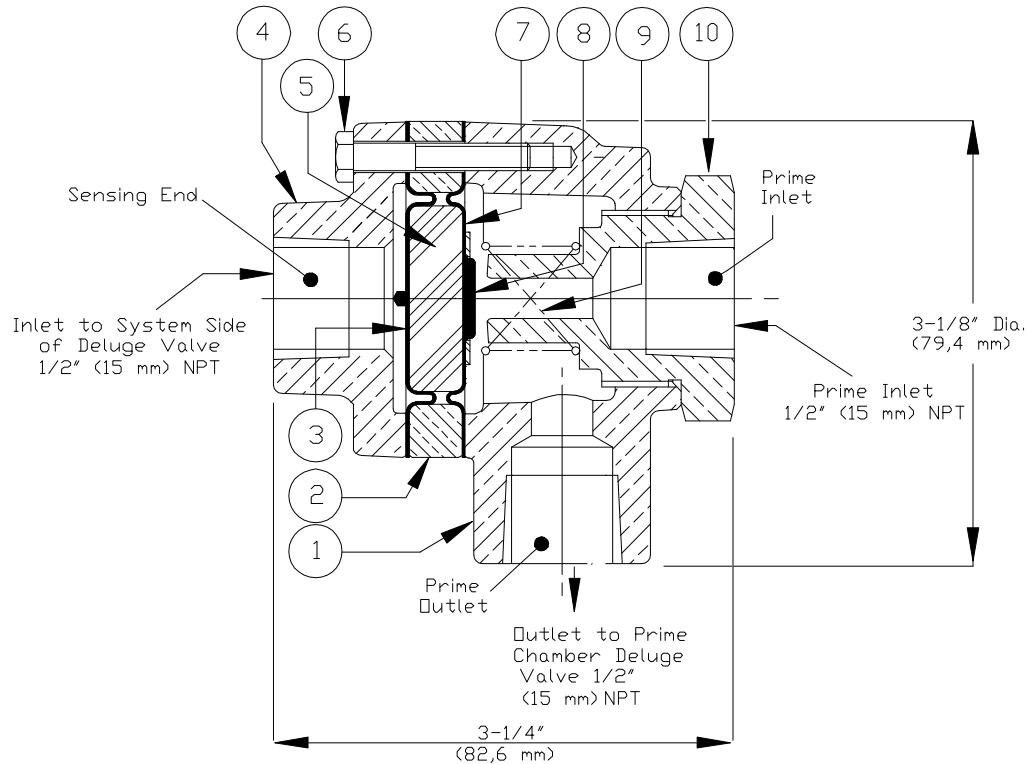 4
6
7
8
9
10
5
Sensing End
Prime
Inlet
Inlet to System Side
of Deluge Valve
1/2" (15 mm) NPT
3-1/8" Dia.
(79,4 mm)
Prime Inlet
1/2" (15 mm) NPT
3
2
1
Prime
Outlet
Outlet to Prime
Chamber Deluge
Valve 1/2"
(15 mm) NPT
3-1/4"
(82,6 mm)